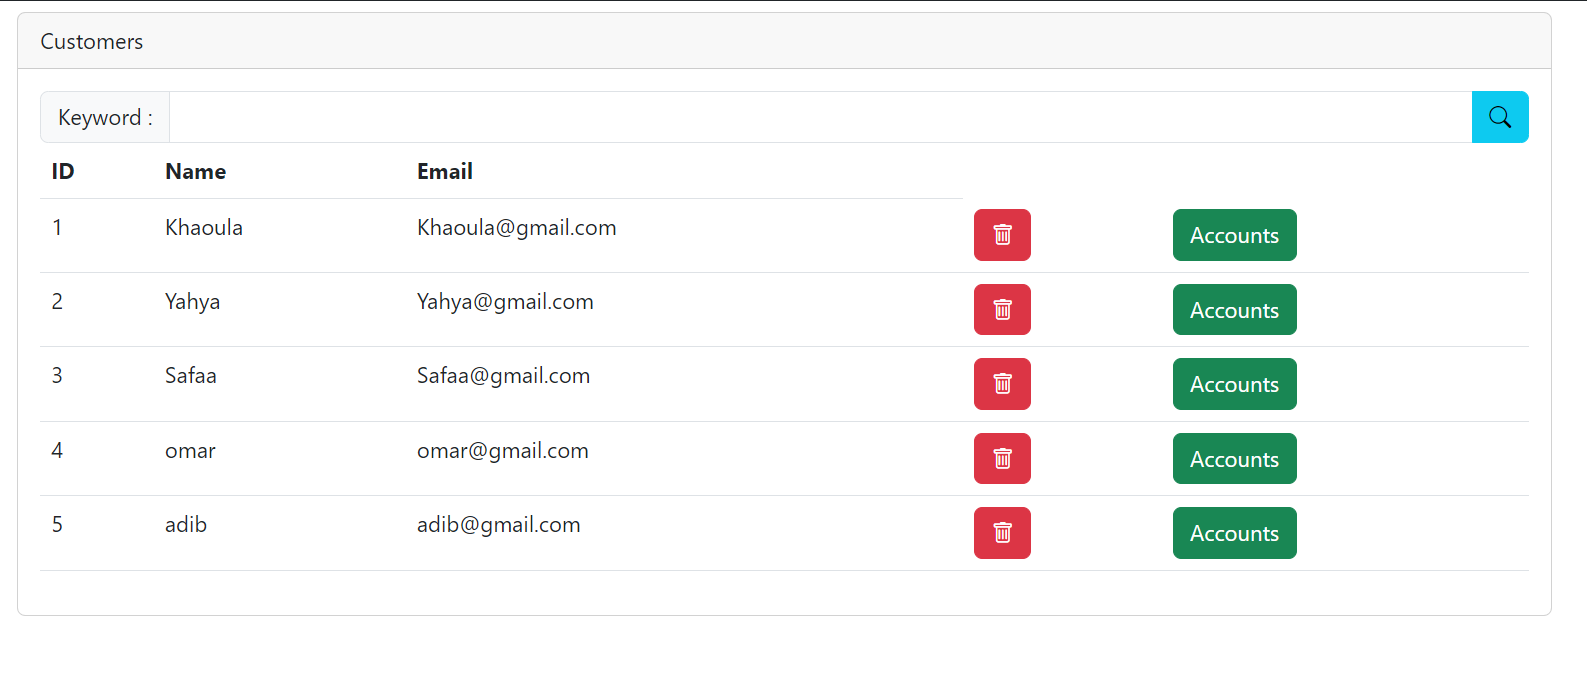 Customers
Keyword :
ID Name Email
1 Khaoula Khaoula@gmail.com Accounts
2 Yahya Yahya@gmail.com Accounts
3 Safaa Safaa@gmail.com Accounts
4 omar omar@gmail.com Accounts
5 adib adib@gmail.com Accounts